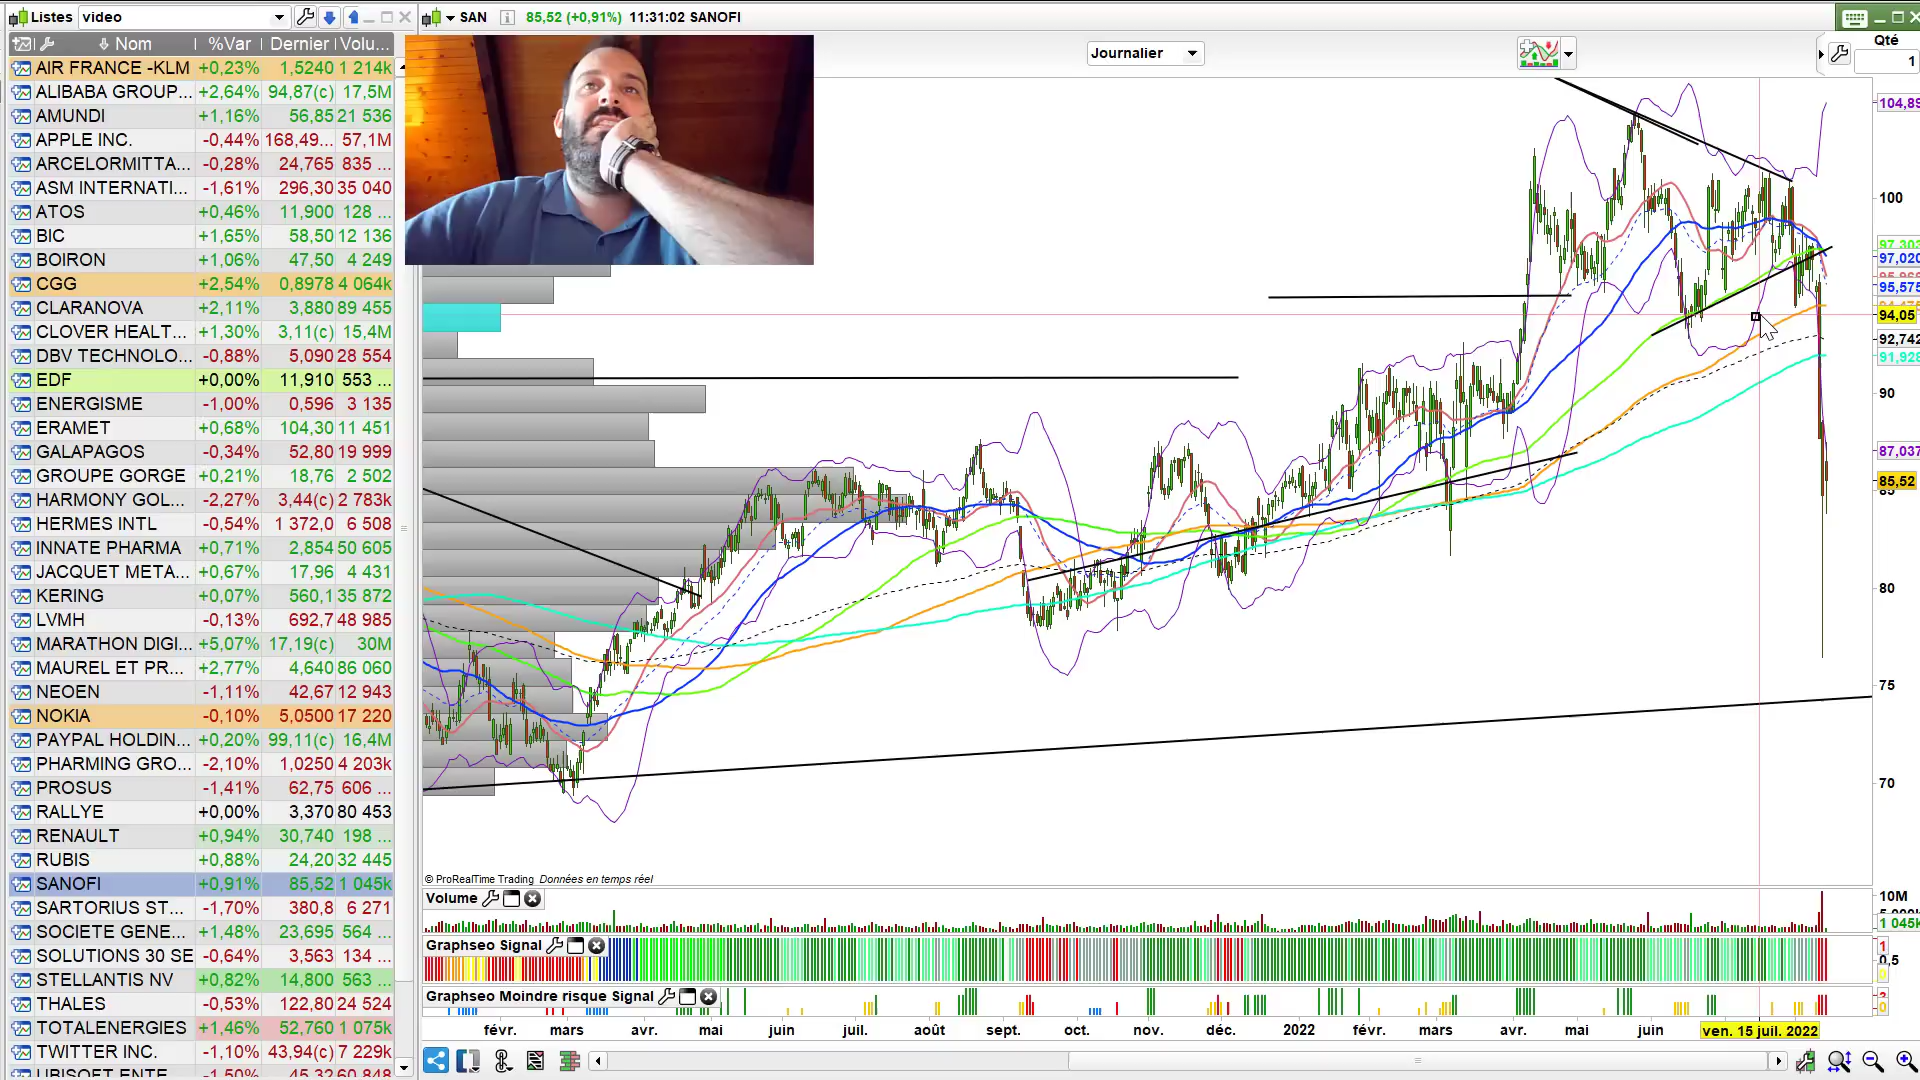 Listes video
SAN 85,52 (+0,91%) 11:31:02 SANOFI
Nom %Var Dernier Volu...
AIR FRANCE -KLM +0,23% 1,5240 1 214k
ALIBABA GROUP... +2,64% 94,87(c) 17,5M
AMUNDI +1,16% 56,85 21 536
APPLE INC. -0,44% 168,49... 57,1M
ARCELORMITTA... -0,28% 24,765 835 ...
ASM INTERNATI... -1,61% 296,30 35 040
ATOS +0,46% 11,900 128 ...
BIC +1,65% 58,50 12 136
BOIRON +1,06% 47,50 4 249
CGG +2,54% 0,8978 4 064k
CLARANOVA +2,11% 3,880 89 455
CLOVER HEALT... +1,30% 3,11(c) 15,4M
DBV TECHNOLO... -0,88% 5,090 28 554
EDF +0,00% 11,910 553 ...
ENERGISME -1,00% 0,596 3 135
ERAMET +0,68% 104,30 11 451
GALAPAGOS -0,34% 52,80 19 999
GROUPE GORGE +0,21% 18,76 2 502
HARMONY GOL... -2,27% 3,44(c) 2 783k
HERMES INTL -0,54% 1 372,0 6 508
INNATE PHARMA +0,71% 2,854 50 605
JACQUET META... +0,67% 17,96 4 431
KERING +0,07% 560,1 35 872
LVMH -0,13% 692,7 48 985
MARATHON DIGI... +5,07% 17,19(c) 30M
MAUREL ET PR... +2,77% 4,640 86 060
NEOEN -1,11% 42,67 12 943
NOKIA -0,10% 5,0500 17 220
PAYPAL HOLDIN... +0,20% 99,11(c) 16,4M
PHARMING GRO... -2,10% 1,0250 4 203k
PROSUS -1,41% 62,75 606 ...
RALLYE +0,00% 3,370 80 453
RENAULT +0,94% 30,740 198 ...
RUBIS +0,88% 24,20 32 445
SANOFI +0,91% 85,52 1 045k
SARTORIUS ST... -1,70% 380,8 6 271
SOCIETE GENE... +1,48% 23,695 564 ...
SOLUTIONS 30 SE -0,64% 3,563 134 ...
STELLANTIS NV +0,82% 14,800 563 ...
THALES -0,53% 122,80 24 524
TOTALENERGIES +1,46% 52,760 1 075k
TWITTER INC. -1,10% 43,94(c) 7 229k
Journalier
Qté
1
104,89
100
97,303
97,020
95,575
94,05
92,742
91,928
90
87,037
85,52
80
75
70
© ProRealTime Trading Données en temps réel
Volume
10M
1 045k
Graphseo Signal
1
0,5
0
Graphseo Moindre risque Signal
0
févr. mars avr. mai juin juil. août sept. oct. nov. déc. 2022 févr. mars avr. mai juin ven. 15 juil. 2022